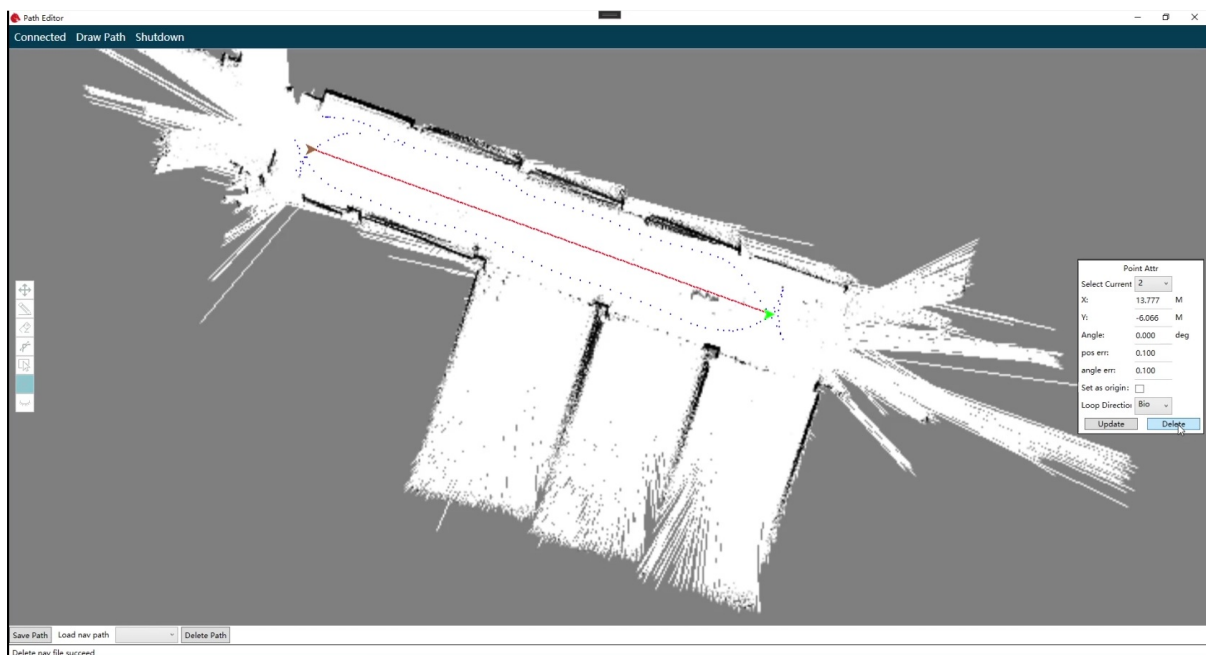 Path Editor
Connected Draw Path Shutdown
Point Attr
Select Current 2
X: 13.777 M
Y: -6.066 M
Angle: 0.000 deg
pos err: 0.100
angle err: 0.100
Set as origin:
Loop Direction Bio
Update Delete
Save Path Load nav path Delete Path
Delete nav file succeed